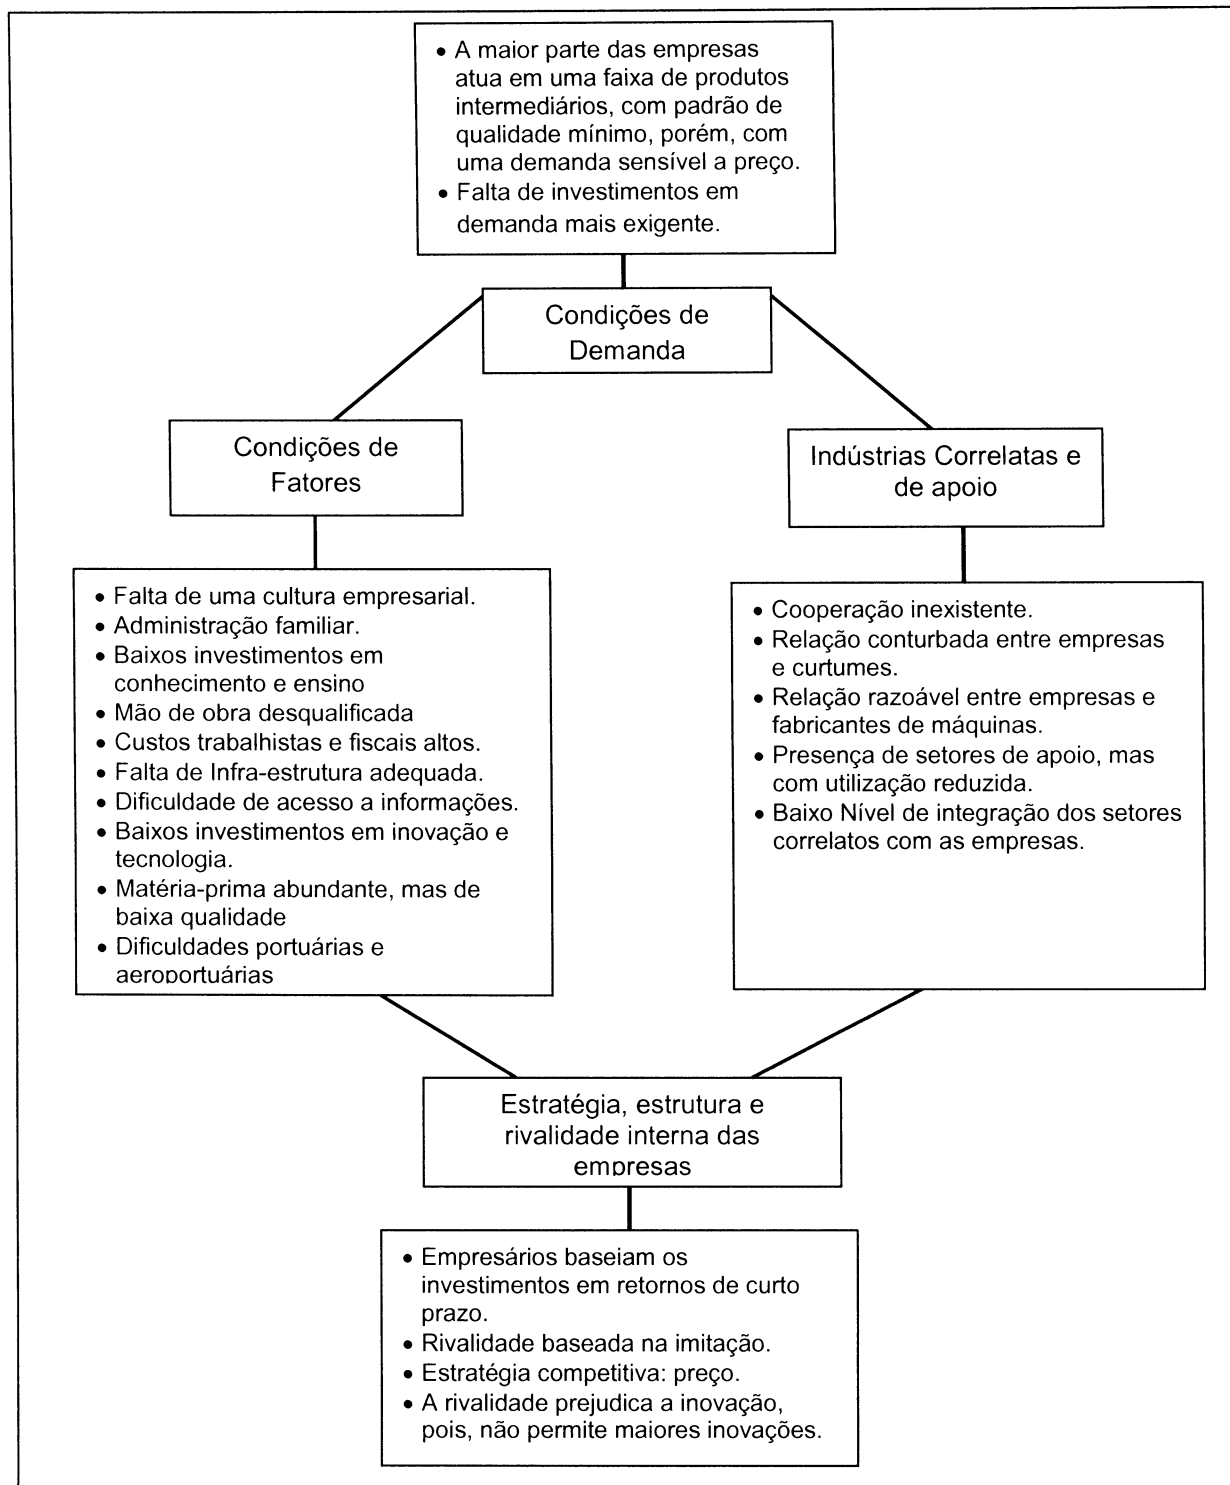 • A maior parte das empresas
atua em uma faixa de produtos
intermediários, com padrão de
qualidade mínimo, porém, com
uma demanda sensível a preço.
• Falta de investimentos em
demanda mais exigente.
Condições de
Demanda
Condições de
Fatores
Indústrias Correlatas e
de apoio
• Falta de uma cultura empresarial.
• Administração familiar.
• Baixos investimentos em
conhecimento e ensino
• Mão de obra desqualificada
• Custos trabalhistas e fiscais altos.
• Falta de Infra-estrutura adequada.
• Dificuldade de acesso a informações.
• Baixos investimentos em inovação e
tecnologia.
• Matéria-prima abundante, mas de
baixa qualidade
• Dificuldades portuárias e
aeroportuárias
• Cooperação inexistente.
• Relação conturbada entre empresas
e curtumes.
• Relação razoável entre empresas e
fabricantes de máquinas.
• Presença de setores de apoio, mas
com utilização reduzida.
• Baixo Nível de integração dos setores
correlatos com as empresas.
Estratégia, estrutura e
rivalidade interna das
empresas
• Empresários baseiam os
investimentos em retornos de curto
prazo.
• Rivalidade baseada na imitação.
• Estratégia competitiva: preço.
• A rivalidade prejudica a inovação,
pois, não permite maiores inovações.